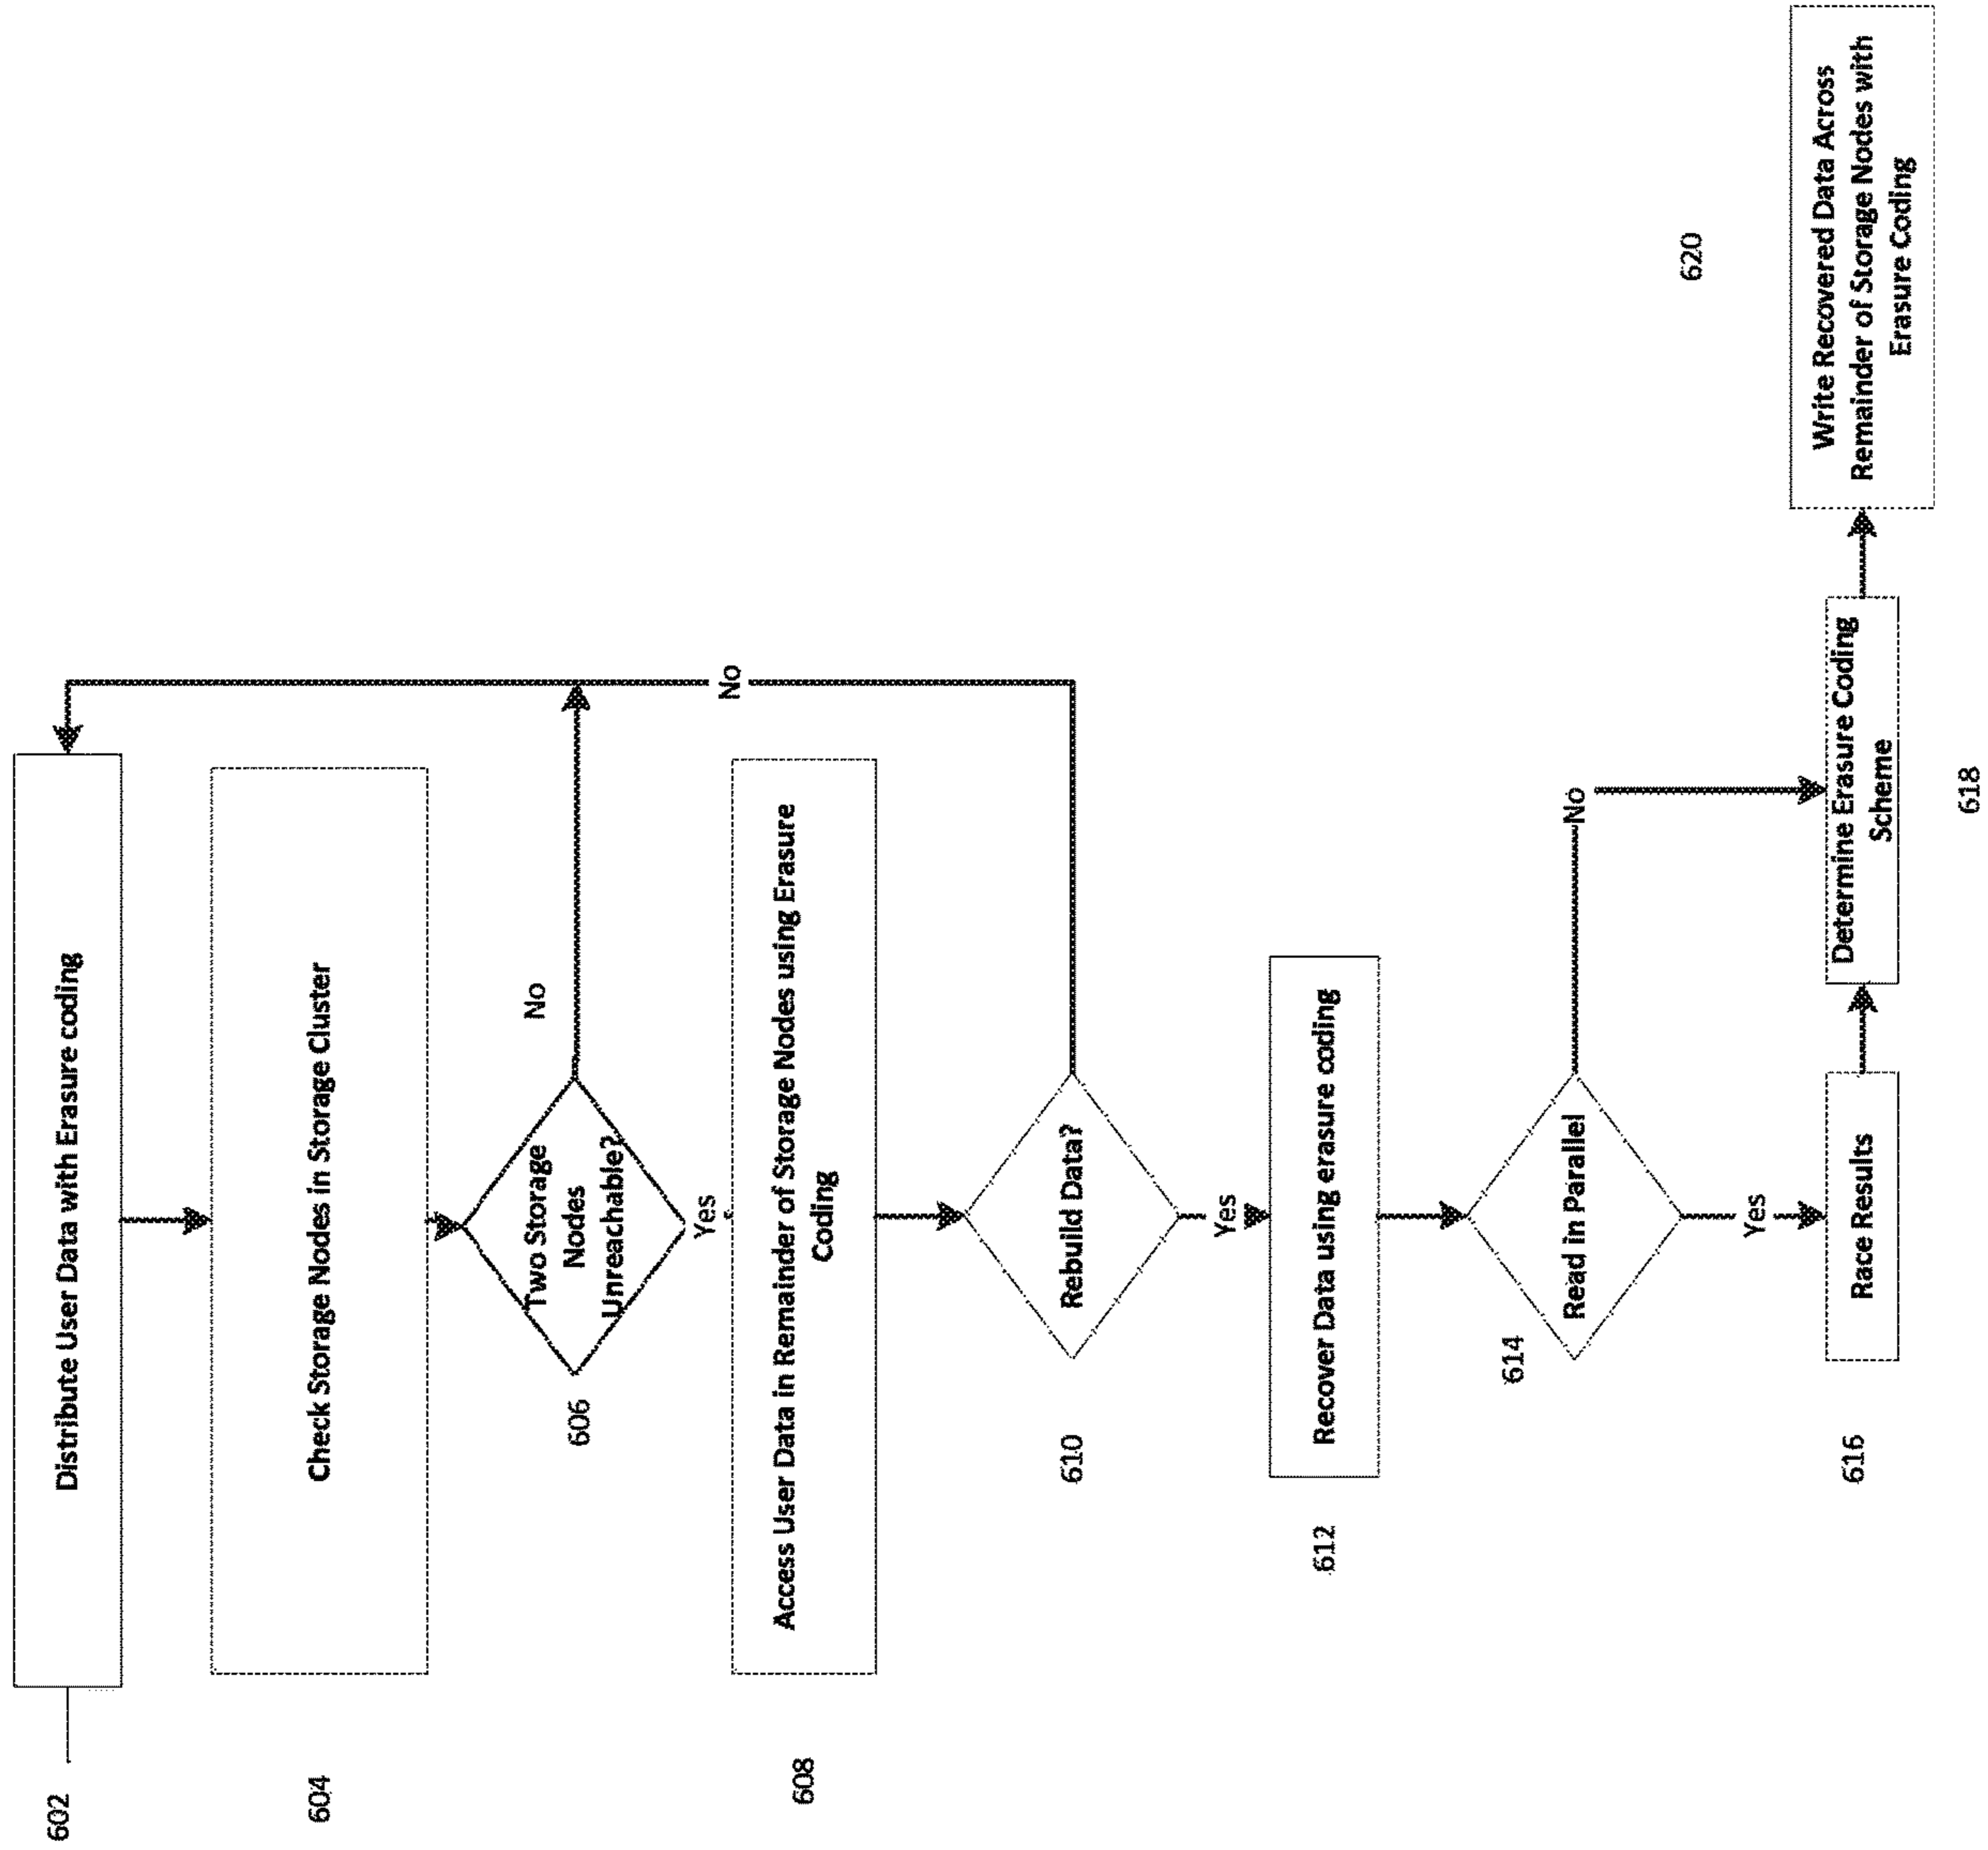 602
Distribute User Data with Erasure coding
604
Check Storage Nodes in Storage Cluster
606
Two Storage
Nodes
Unreachable?
No
Yes
608
Access User Data in Remainder of Storage Nodes using Erasure
Coding
No
610
Rebuild Data?
Yes
612
Recover Data using erasure coding
614
Read in Parallel
No
Yes
616
Race Results
Determine Erasure Coding
Scheme
618
620
Write Recovered Data Across
Remainder of Storage Nodes with
Erasure Coding